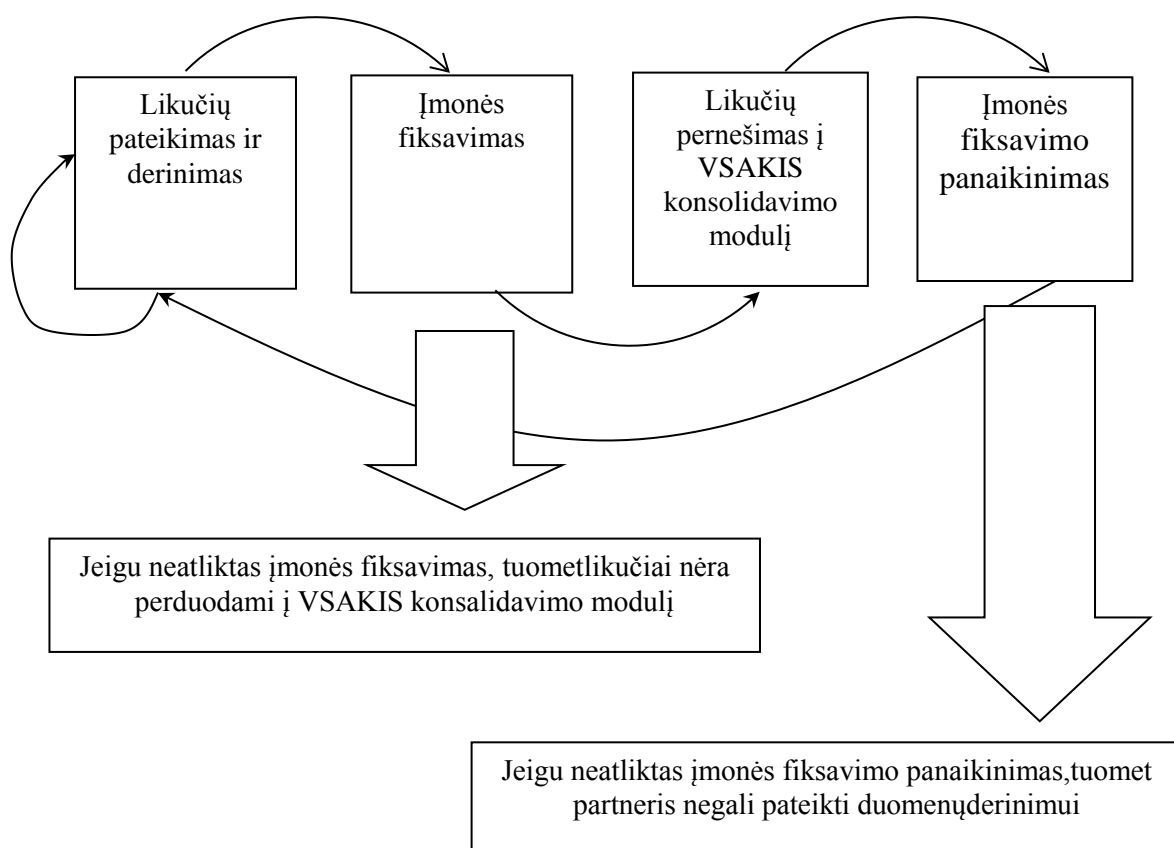 Likučių
pateikimas ir
derinimas
Įmonės
fiksavimas
Likučių
pernešimas į
VSAKIS
konsolidavimo
modulį
Įmonės
fiksavimo
panaikinimas
Jeigu neatliktas įmonės fiksavimas, tuometlikučiai nėra
perduodami į VSAKIS konsalidavimo modulį
Jeigu neatliktas įmonės fiksavimo panaikinimas,tuomet
partneris negali pateikti duomenųderinimui